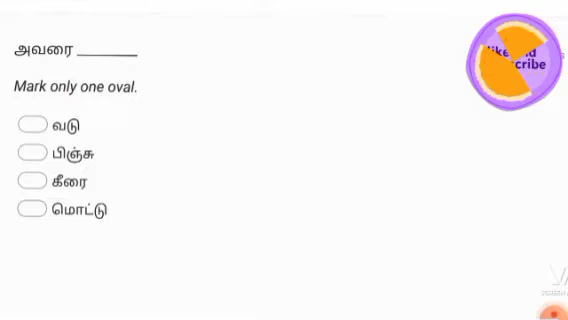 அவரை ________
Mark only one oval.
வடு
பிஞ்சு
கீரை
மொட்டு